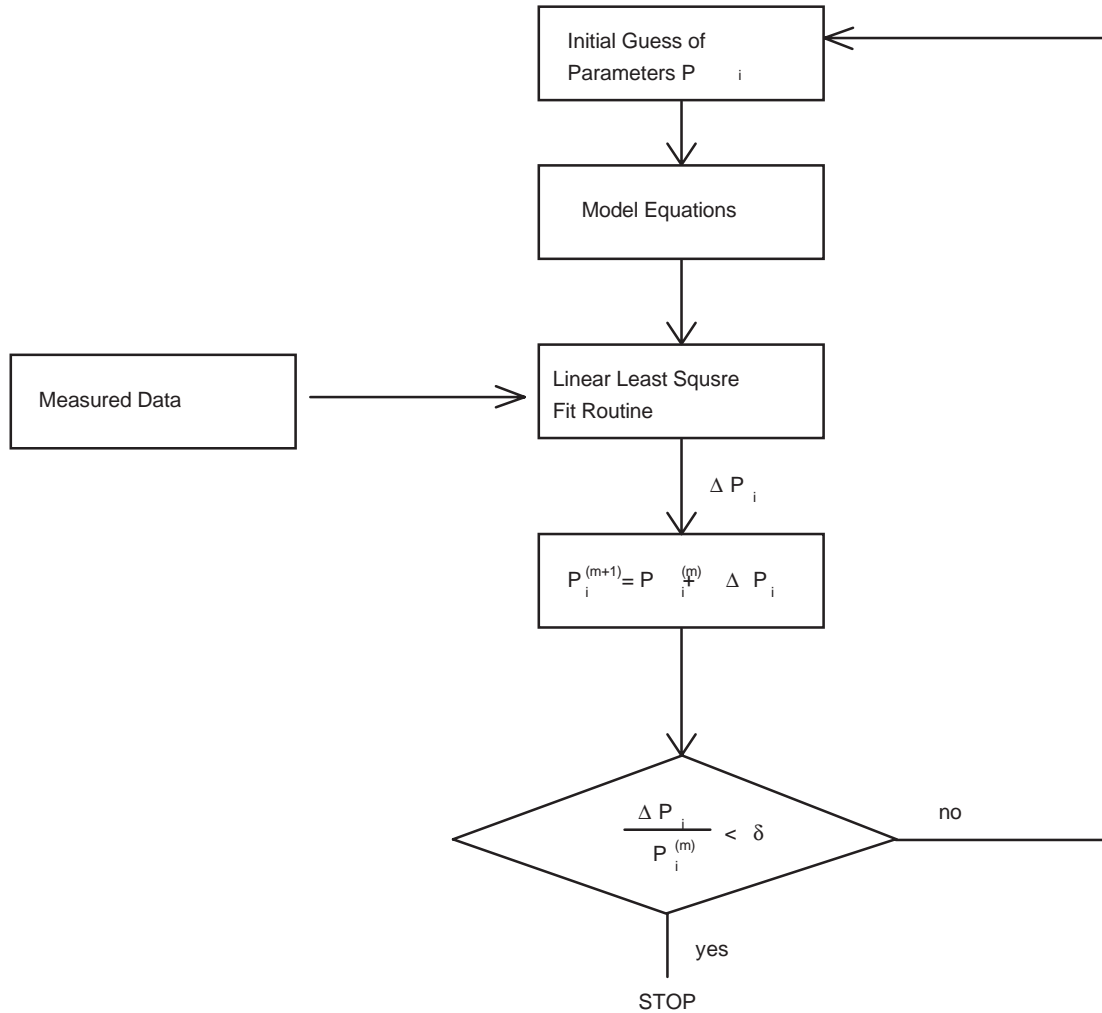 Initial Guess of
Parameters P i
Model Equations
Measured Data
Linear Least Squsre
Fit Routine
Δ P i
P i (m+1) = P i (m) + Δ P i
Δ P i
P i (m)
< δ
no
yes
STOP